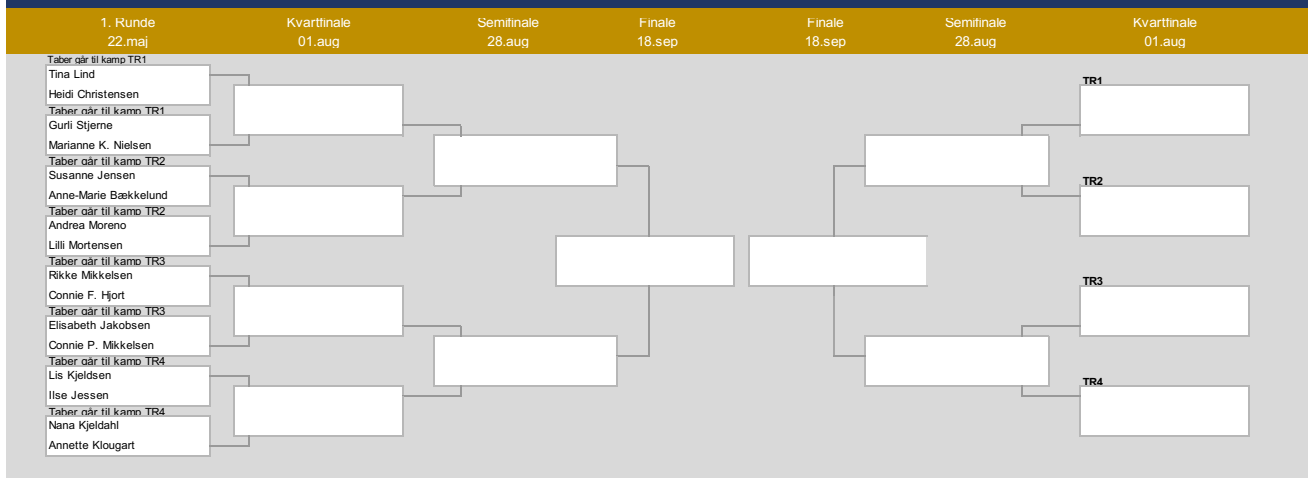 1. Runde Kvartfinale Semifinale Finale Finale Semifinale Kvartfinale
22.maj 01.aug 28.aug 18.sep 18.sep 28.aug 01.aug
Taber går til kamp TR1
Tina Lind
Heidi Christensen
Taber går til kamp TR1
Gurli Stjerne
Marianne K. Nielsen
Taber går til kamp TR2
Susanne Jensen
Anne-Marie Bækkelund
Taber går til kamp TR2
Andrea Moreno
Lilli Mortensen
Taber går til kamp TR3
Rikke Mikkelsen
Connie F. Hjort
Taber går til kamp TR3
Elisabeth Jakobsen
Connie P. Mikkelsen
Taber går til kamp TR4
Lis Kjeldsen
Ilse Jessen
Taber går til kamp TR4
Nana Kjeldahl
Annette Klougart
TR1
TR2
TR3
TR4